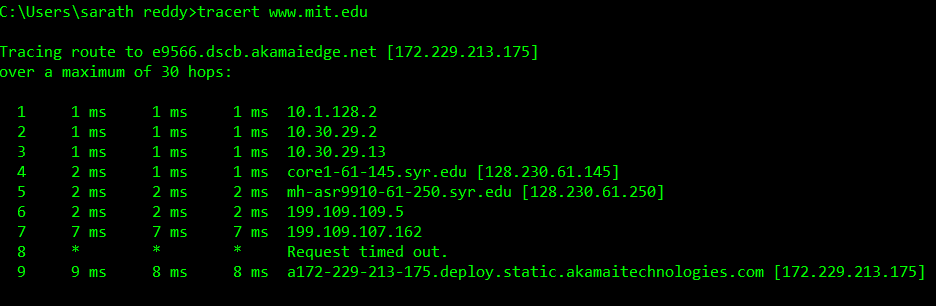 C:\Users\sarath reddy>tracert www.mit.edu
Tracing route to e9566.dscb.akamaiedge.net [172.229.213.175]
over a maximum of 30 hops:
1 1 ms 1 ms 1 ms 10.1.128.2
2 1 ms 1 ms 1 ms 10.30.29.2
3 1 ms 1 ms 1 ms 10.30.29.13
4 2 ms 1 ms 1 ms core1-61-145.syr.edu [128.230.61.145]
5 2 ms 2 ms 2 ms mh-asr9910-61-250.syr.edu [128.230.61.250]
6 2 ms 2 ms 2 ms 199.109.109.5
7 7 ms 7 ms 7 ms 199.109.107.162
8 * * * Request timed out.
9 9 ms 8 ms 8 ms a172-229-213-175.deploy.static.akamaitechnologies.com [172.229.213.175]